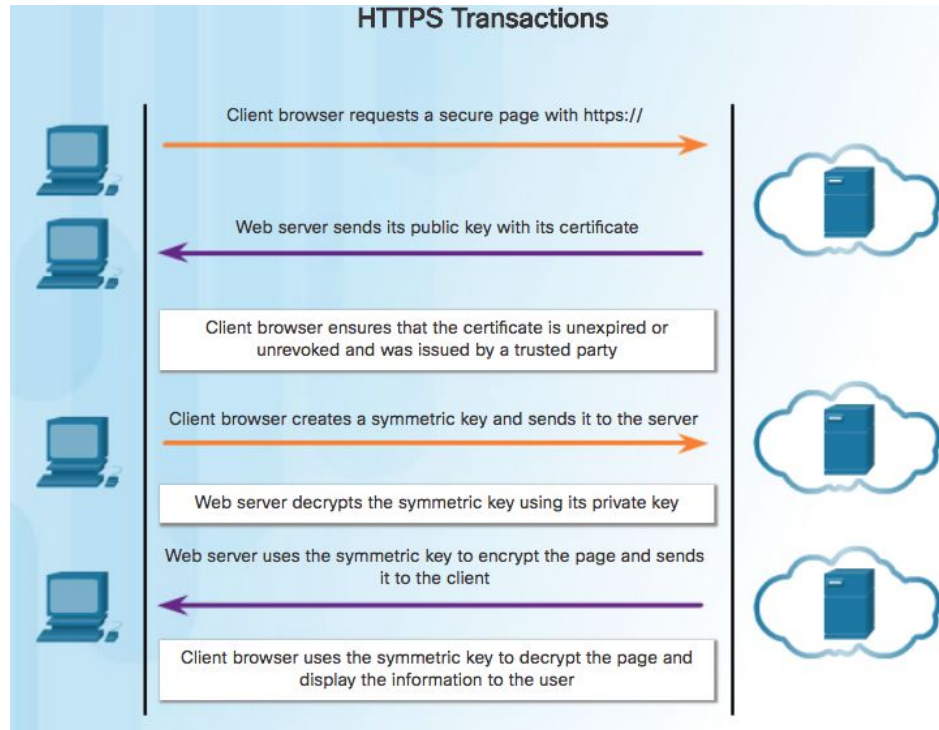 HTTPS Transactions
Client browser requests a secure page with https://
Web server sends its public key with its certificate
Client browser ensures that the certificate is unexpired or
unrevoked and was issued by a trusted party
Client browser creates a symmetric key and sends it to the server
Web server decrypts the symmetric key using its private key
Web server uses the symmetric key to encrypt the page and sends
it to the client
Client browser uses the symmetric key to decrypt the page and
display the information to the user